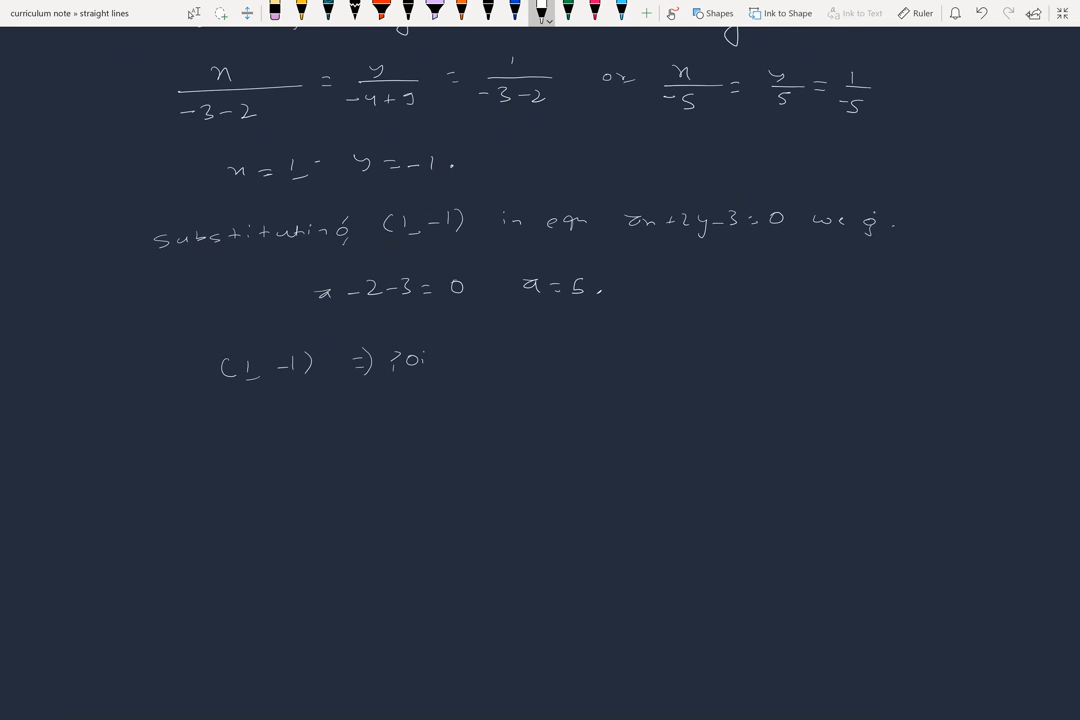 curriculum note » straight lines
Shapes Ink to Shape Ink to Text Ruler
x/(-3-2) = y/(-4+9) = 1/(-3-2) or x/-5 = y/5 = 1/-5
x = 1 y = -1.
substituting (1, -1) in eqn ax+2y-3=0 we g.
a-2-3=0 a=5.
(1, -1) => poi